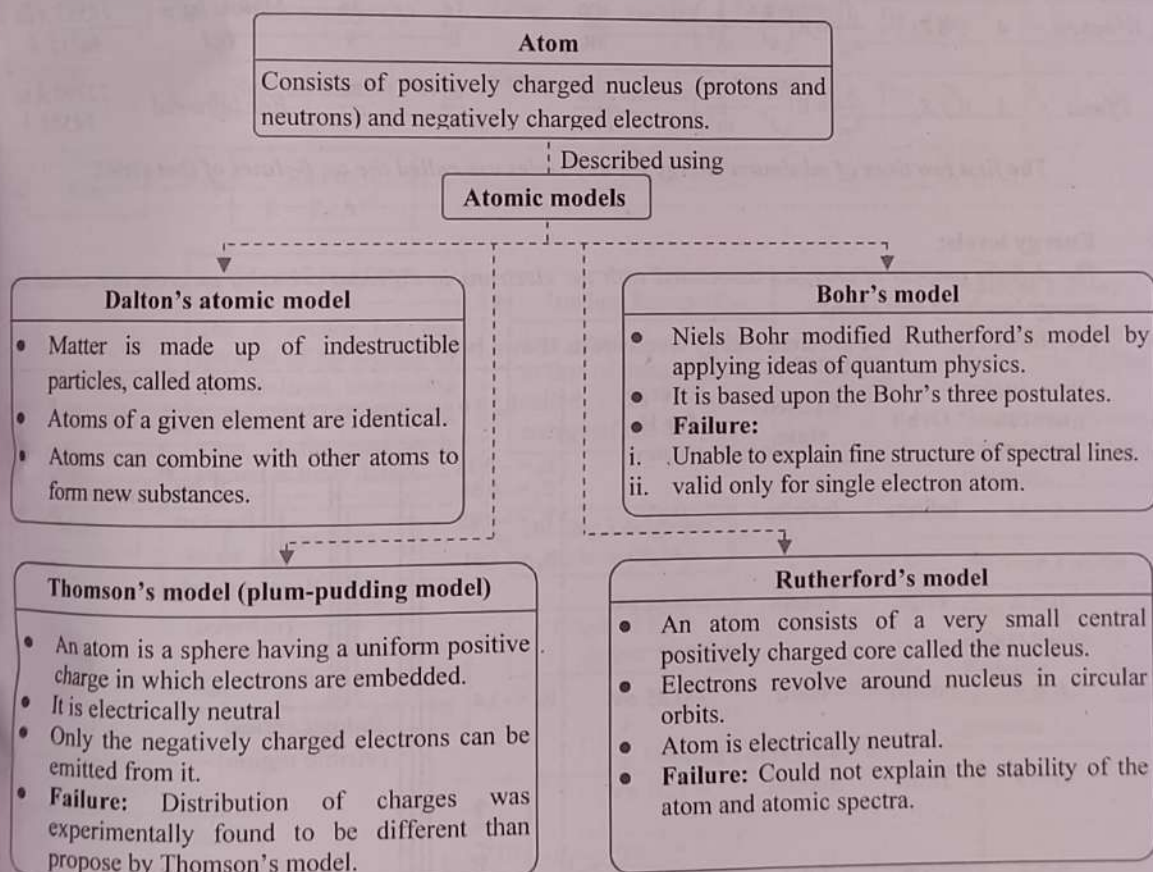 Atom
Consists of positively charged nucleus (protons and
neutrons) and negatively charged electrons.
Described using
Atomic models
Dalton's atomic model
• Matter is made up of indestructible
particles, called atoms.
• Atoms of a given element are identical.
• Atoms can combine with other atoms to
form new substances.
Bohr's model
• Niels Bohr modified Rutherford's model by
applying ideas of quantum physics.
• It is based upon the Bohr's three postulates.
• Failure:
i. Unable to explain fine structure of spectral lines.
ii. valid only for single electron atom.
Thomson's model (plum-pudding model)
• An atom is a sphere having a uniform positive
charge in which electrons are embedded.
• It is electrically neutral
• Only the negatively charged electrons can be
emitted from it.
• Failure: Distribution of charges was
experimentally found to be different than
propose by Thomson's model.
Rutherford's model
• An atom consists of a very small central
positively charged core called the nucleus.
• Electrons revolve around nucleus in circular
orbits.
• Atom is electrically neutral.
• Failure: Could not explain the stability of the
atom and atomic spectra.